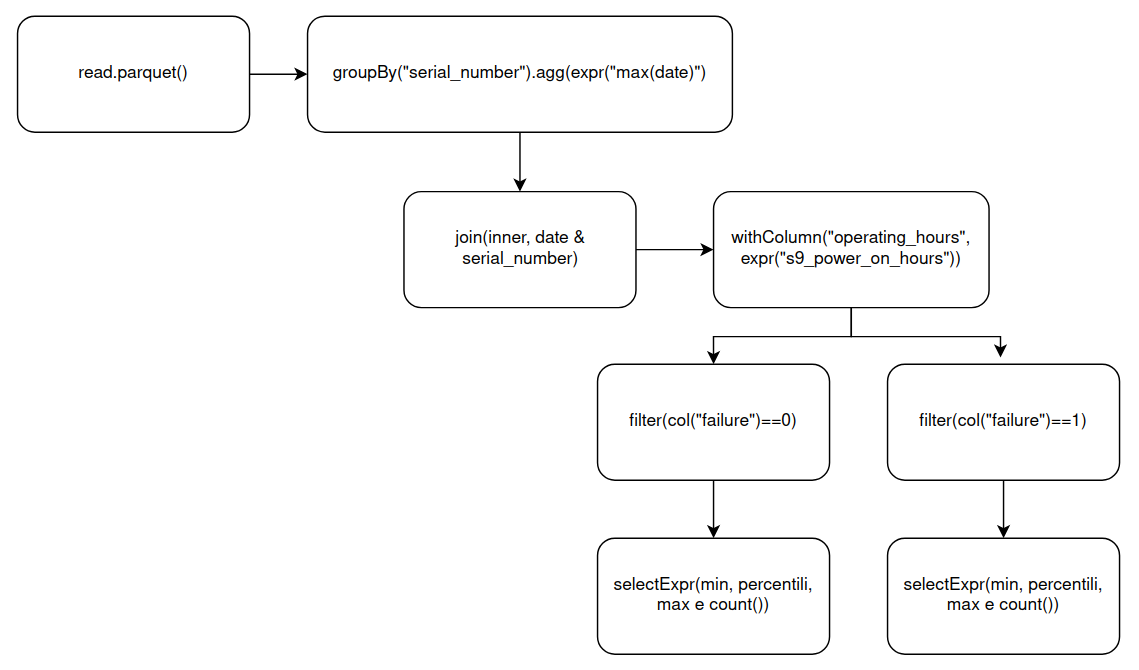 read.parquet()
groupBy("serial_number").agg(expr("max(date)")
join(inner, date &
serial_number)
withColumn("operating_hours",
expr("s9_power_on_hours"))
filter(col("failure")==0)
filter(col("failure")==1)
selectExpr(min, percentili,
max e count())
selectExpr(min, percentili,
max e count())